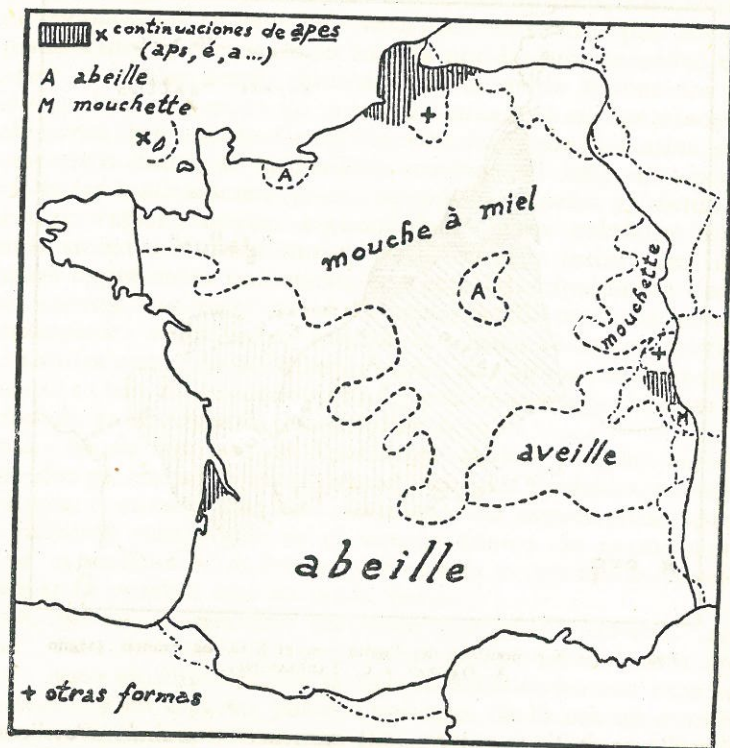 x continuaciones de apes
(aps, é, a...)
A abeille
M mouchette
x
A
+
mouche à miel
A
mouchette
+
M
aveille
abeille
+ otras formas